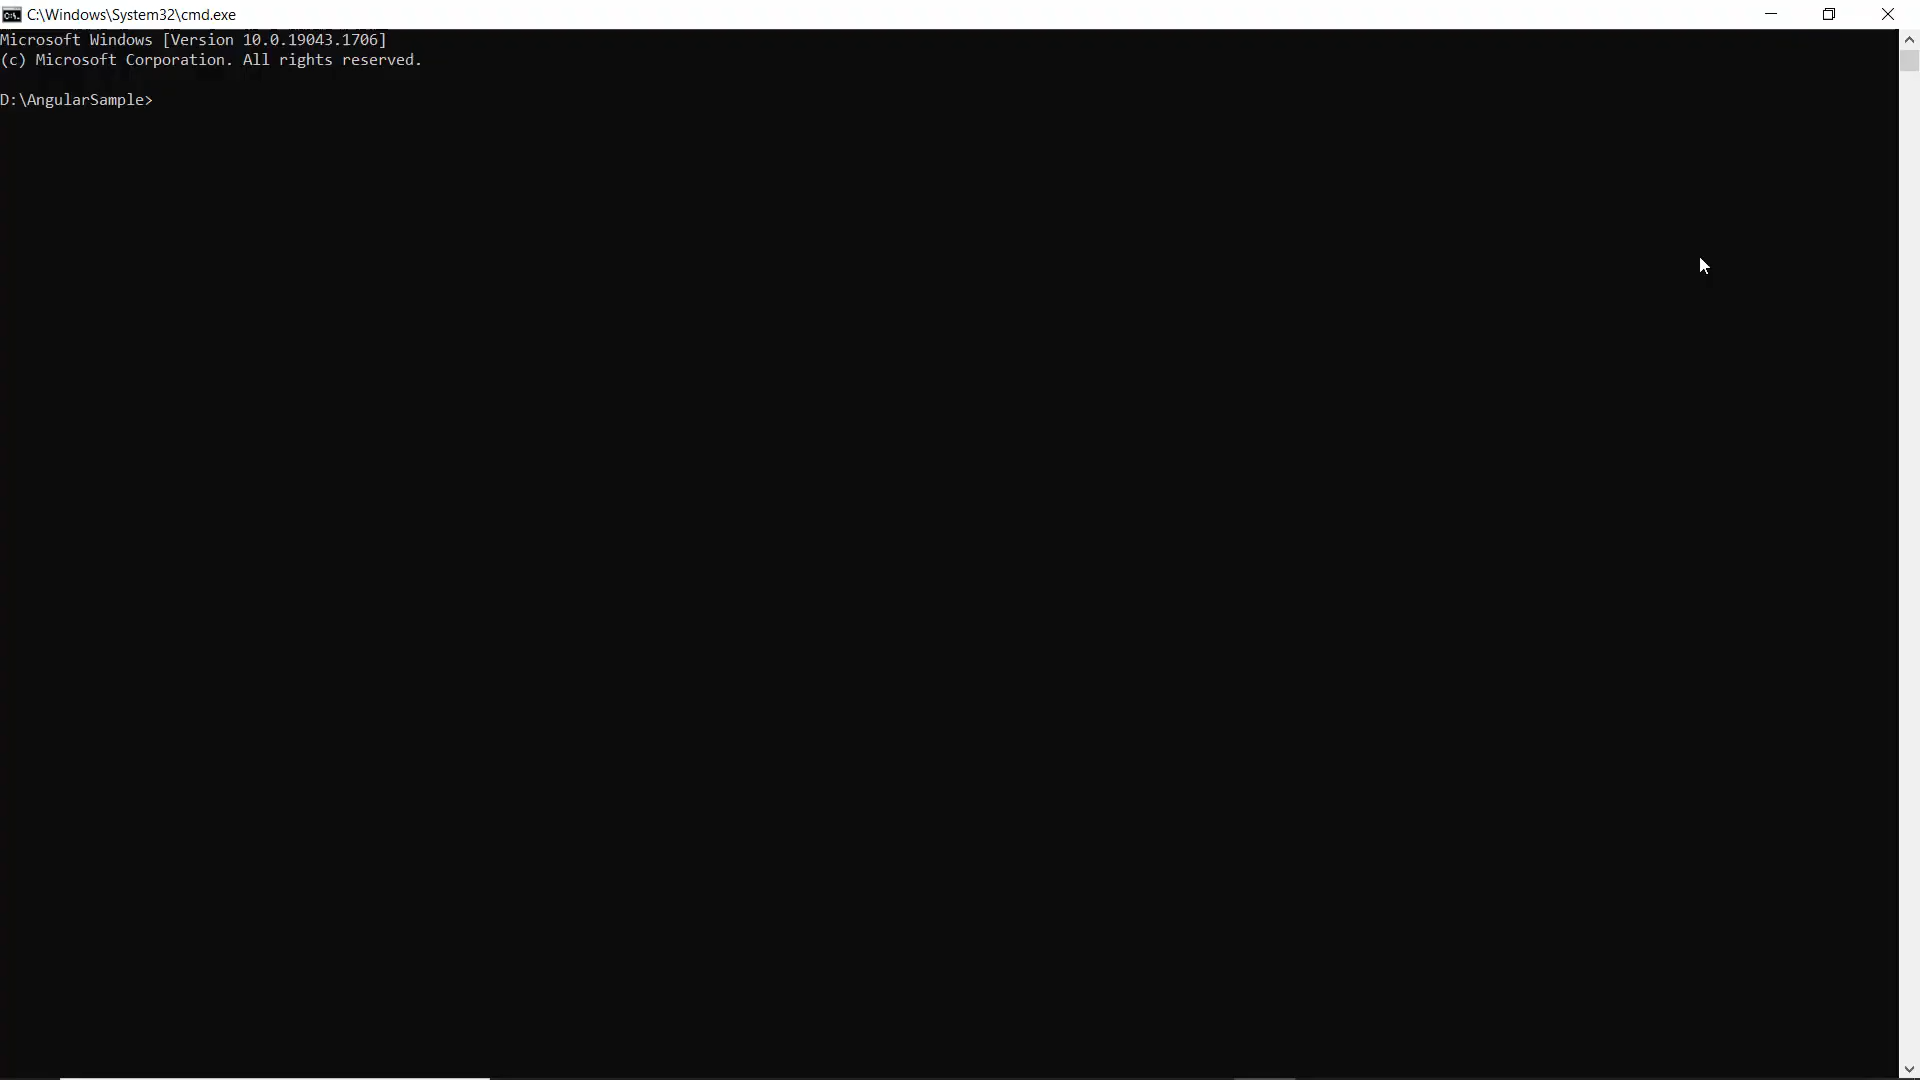 C:\Windows\System32\cmd.exe
Microsoft Windows [Version 10.0.19043.1706]
(c) Microsoft Corporation. All rights reserved.
D:\AngularSample>